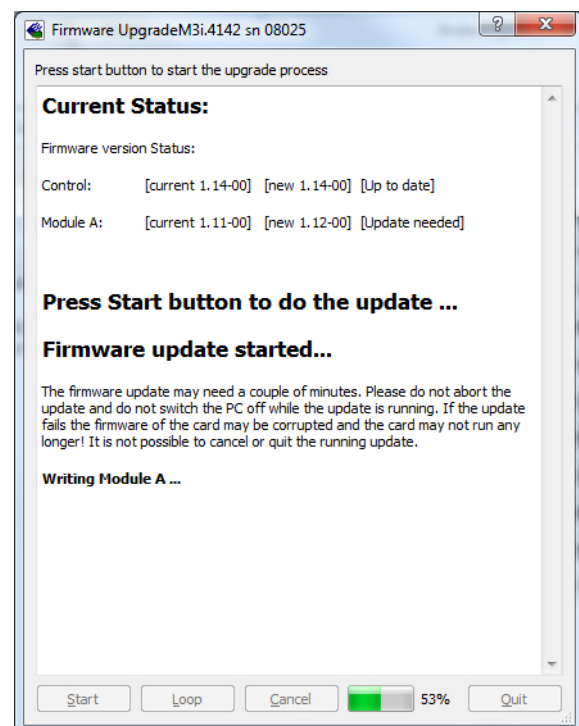 Firmware UpgradeM3i.4142 sn 08025
Press start button to start the upgrade process
Current Status:
Firmware version Status:
Control: [current 1.14-00] [new 1.14-00] [Up to date]
Module A: [current 1.11-00] [new 1.12-00] [Update needed]
Press Start button to do the update ...
Firmware update started...
The firmware update may need a couple of minutes. Please do not abort the
update and do not switch the PC off while the update is running. If the update
fails the firmware of the card may be corrupted and the card may not run any
longer! It is not possible to cancel or quit the running update.
Writing Module A ...
Start Loop Cancel 53% Quit